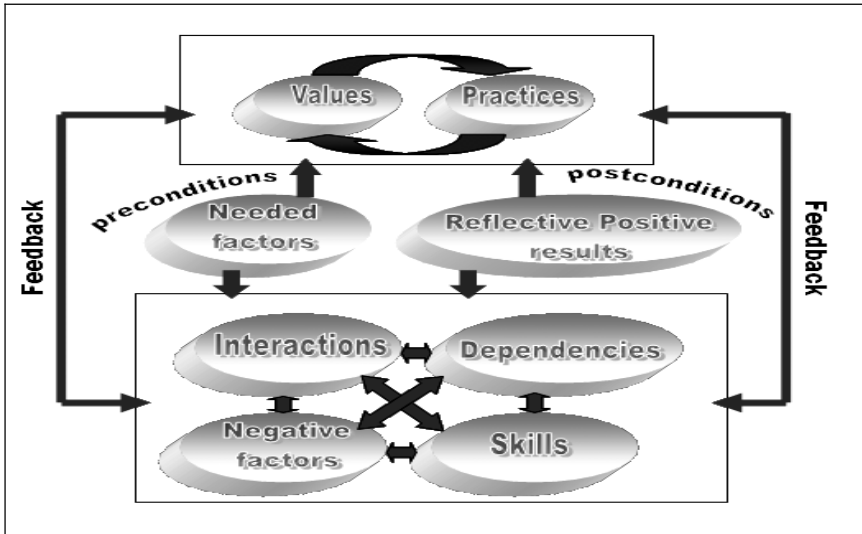 Values
Practices
preconditions
postconditions
Needed
factors
Reflective Positive
results
Feedback
Feedback
Interactions
Dependencies
Negative
factors
Skills